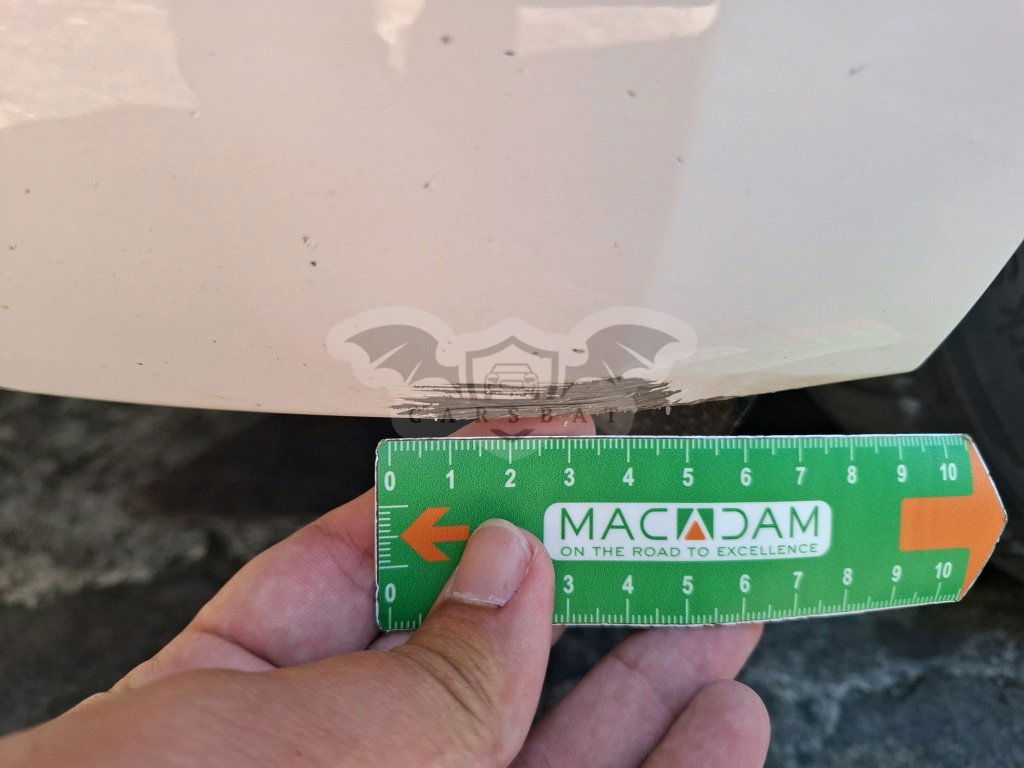 CARSBAT
0 1 2 3 4 5 6 7 8 9 10
MACADAM
ON THE ROAD TO EXCELLENCE
0 3 4 5 6 7 8 9 10